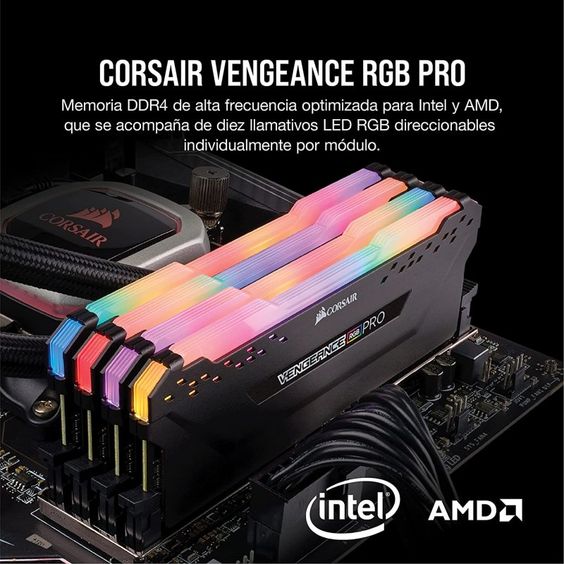 CORSAIR VENGEANCE RGB PRO
Memoria DDR4 de alta frecuencia optimizada para Intel y AMD,
que se acompaña de diez llamativos LED RGB direccionables
individualmente por módulo.
CORSAIR
CORSAIR
VENGEANCE RGB PRO
intel
AMD